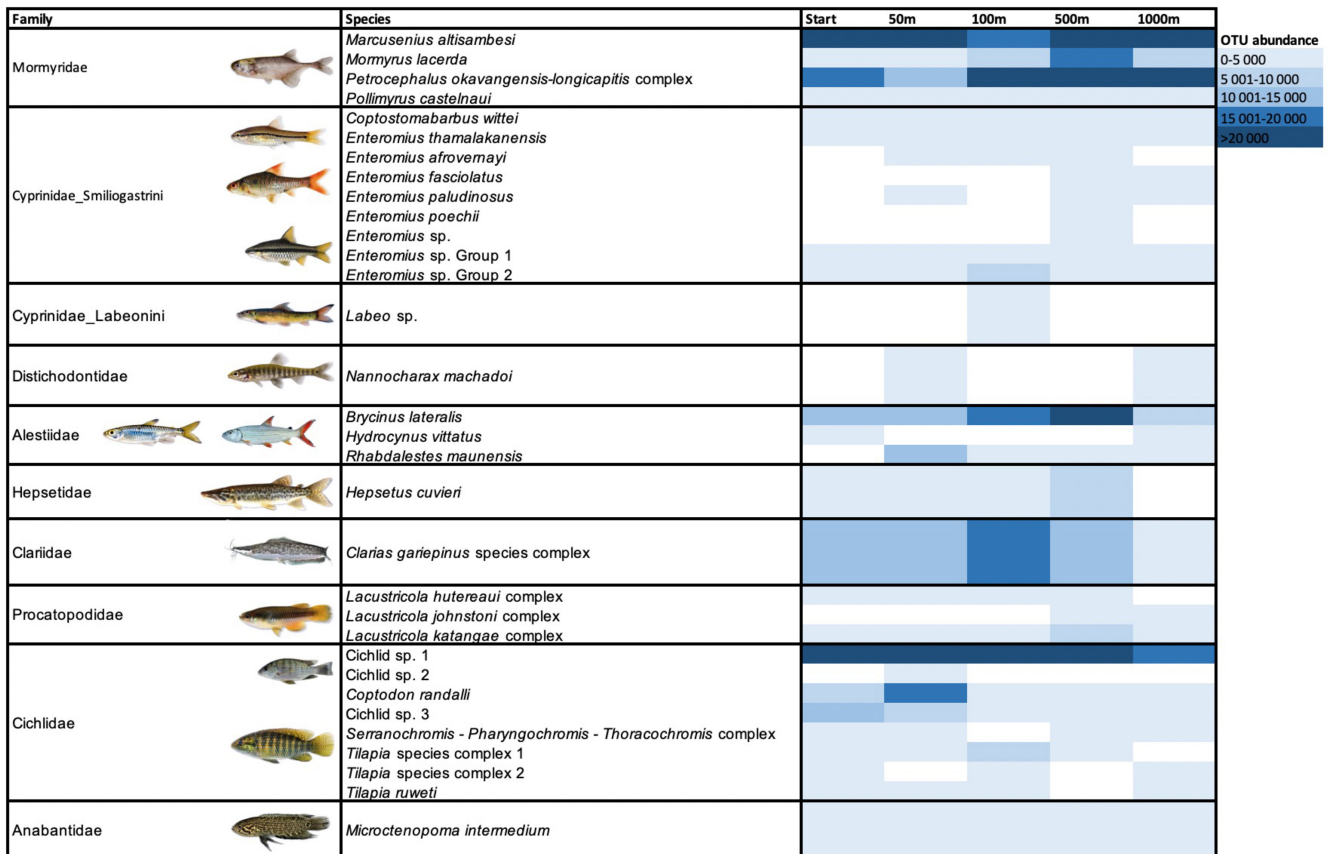 Family Species Start 50m 100m 500m 1000m
OTU abundance
0-5 000
5 001-10 000
10 001-15 000
15 001-20 000
>20 000
Mormyridae
Marcusenius altisambesi
Mormyrus lacerda
Petrocephalus okavangensis-longicapitis complex
Pollimyrus castelnaui
Cyprinidae_Smiliogastrini
Coptostomabarbus wittei
Enteromius thamalakanensis
Enteromius afrovernayi
Enteromius fasciolatus
Enteromius paludinosus
Enteromius poechii
Enteromius sp.
Enteromius sp. Group 1
Enteromius sp. Group 2
Cyprinidae_Labeonini
Labeo sp.
Distichodontidae
Nannocharax machadoi
Alestiidae
Brycinus lateralis
Hydrocynus vittatus
Rhabdalestes maunensis
Hepsetidae
Hepsetus cuvieri
Clariidae
Clarias gariepinus species complex
Procatopodidae
Lacustricola hutereaui complex
Lacustricola johnstoni complex
Lacustricola katangae complex
Cichlidae
Cichlid sp. 1
Cichlid sp. 2
Coptodon randalli
Cichlid sp. 3
Serranochromis - Pharyngochromis - Thoracochromis complex
Tilapia species complex 1
Tilapia species complex 2
Tilapia ruweti
Anabantidae
Microctenopoma intermedium